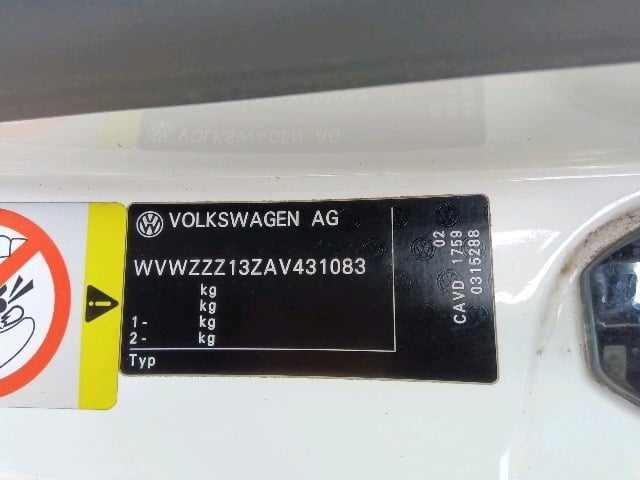 VOLKSWAGEN AG
WVWZZZ13ZAV431083
kg
kg
1- kg
2- kg
Typ
02
CAVD 1759
0315288